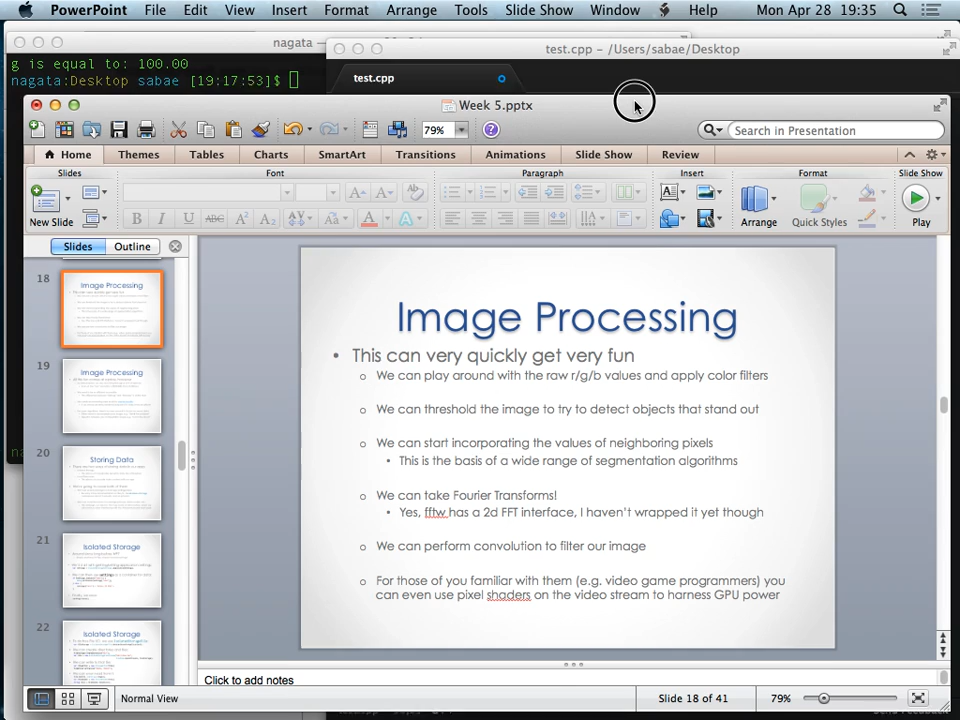 PowerPoint File Edit View Insert Format Arrange Tools Slide Show Window Help Mon Apr 28 19:35
nagata —
test.cpp – /Users/sabae/Desktop
g is equal to: 100.00
nagata:Desktop sabae [19:17:53]$
test.cpp
Week 5.pptx
79%
Search in Presentation
Home Themes Tables Charts SmartArt Transitions Animations Slide Show Review
Slides Font Paragraph Insert Format Slide Show
New Slide
B I U ABC A² A₂
Arrange Quick Styles Play
Slides Outline
18
Image Processing
19
Image Processing
20
Storing Data
21
Isolated Storage
22
Isolated Storage
Image Processing
• This can very quickly get very fun
o We can play around with the raw r/g/b values and apply color filters
o We can threshold the image to try to detect objects that stand out
o We can start incorporating the values of neighboring pixels
• This is the basis of a wide range of segmentation algorithms
o We can take Fourier Transforms!
• Yes, fftw has a 2d FFT interface, I haven't wrapped it yet though
o We can perform convolution to filter our image
o For those of you familiar with them (e.g. video game programmers) you
can even use pixel shaders on the video stream to harness GPU power
Click to add notes
Normal View Slide 18 of 41 79%